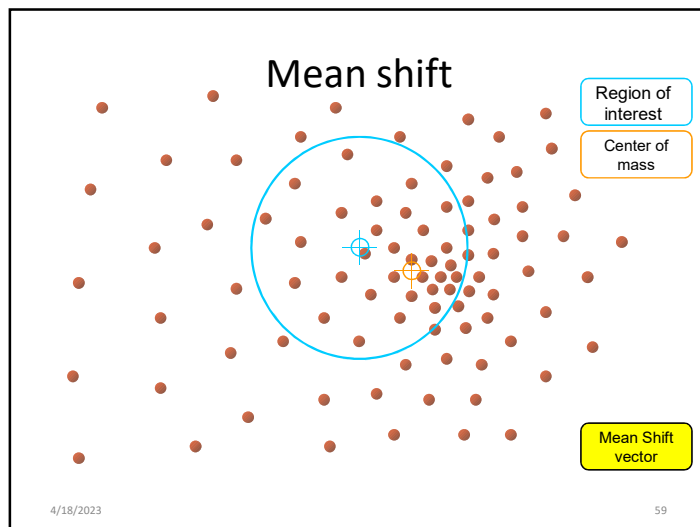 Mean shift
Region of
interest
Center of
mass
Mean Shift
vector
4/18/2023
59